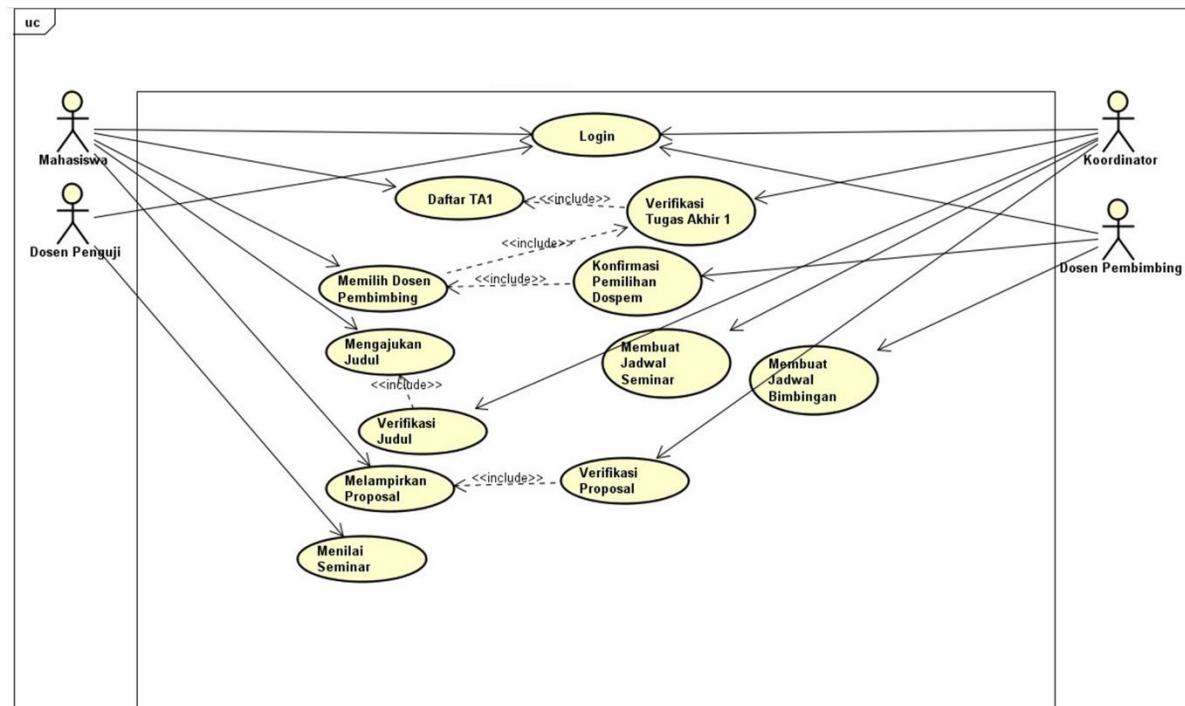 uc
Mahasiswa
Koordinator
Login
Dosen Penguji
Dosen Pembimbing
Daftar TA1
<<include>>
Verifikasi
Tugas Akhir 1
<<include>>
Memilih Dosen
Pembimbing
<<include>>
Konfirmasi
Pemilihan
Dospem
Mengajukan
Judul
Membuat
Jadwal
Seminar
Membuat
Jadwal
Bimbingan
<<include>>
Verifikasi
Judul
Melampirkan
Proposal
<<include>>
Verifikasi
Proposal
Menilai
Seminar